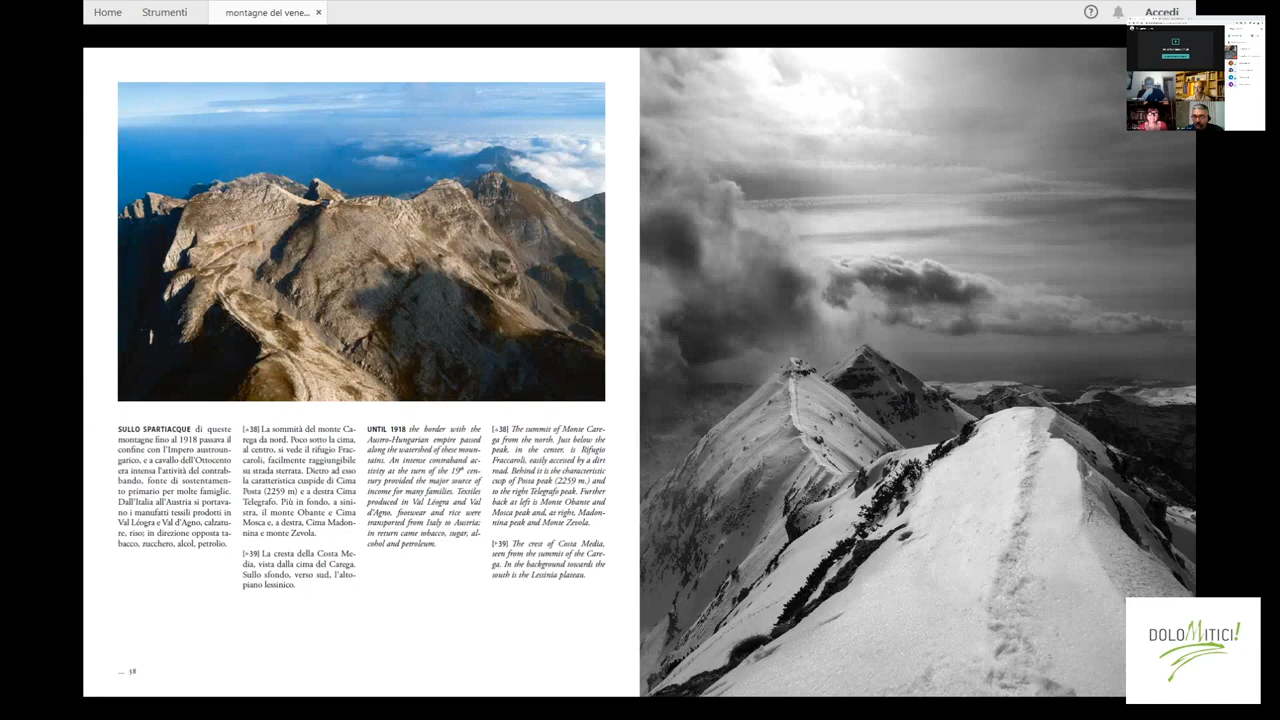 Home Strumenti montagne del vene... × Accedi
SULLO SPARTIACQUE di queste
montagne fino al 1918 passava il
confine con l'Impero austroun-
garico, e a cavallo dell'Ottocento
era intensa l'attività del contrab-
bando, fonte di sostentamen-
to primario per molte famiglie.
Dall'Italia all'Austria si portava-
no i manufatti tessili prodotti in
Val Léogra e Val d'Agno, calzatu-
re, riso; in direzione opposta ta-
bacco, zucchero, alcol, petrolio.
[▵38] La sommità del monte Ca-
rega da nord. Poco sotto la cima,
al centro, si vede il rifugio Frac-
caroli, facilmente raggiungibile
su strada sterrata. Dietro ad esso
la caratteristica cuspide di Cima
Posta (2259 m) e a destra Cima
Telegrafo. Più in fondo, a sini-
stra, il monte Obante e Cima
Mosca e, a destra, Cima Madon-
nina e monte Zevola.
[▹39] La cresta della Costa Me-
dia, vista dalla cima del Carega.
Sullo sfondo, verso sud, l'alto-
piano lessinico.
UNTIL 1918 the border with the
Austro-Hungarian empire passed
along the watershed of these moun-
tains. An intense contraband ac-
tivity at the turn of the 19th cen-
tury provided the major source of
income for many families. Textiles
produced in Val Léogra and Val
d'Agno, footwear and rice were
transported from Italy to Austria;
in return came tobacco, sugar, al-
cohol and petroleum.
[▵38] The summit of Monte Care-
ga from the north. Just below the
peak, in the center, is Rifugio
Fraccaroli, easily accessed by a dirt
road. Behind it is the characteristic
cusp of Posta peak (2259 m.) and
to the right Telegrafo peak. Further
back at left is Monte Obante and
Mosca peak and, at right, Madon-
nina peak and Monte Zevola.
[▹39] The crest of Costa Media,
seen from the summit of the Care-
ga. In the background towards the
south is the Lessinia plateau.
— 38
DOLOMITICI!